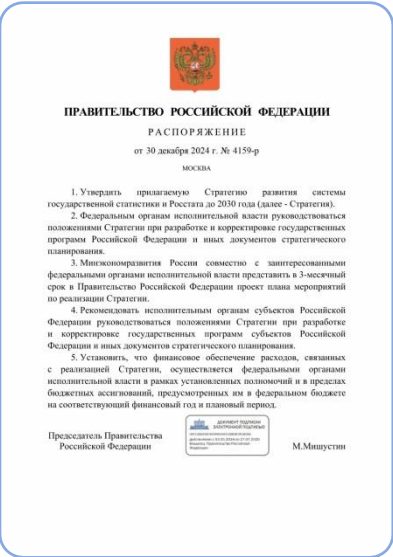 ПРАВИТЕЛЬСТВО РОССИЙСКОЙ ФЕДЕРАЦИИ
РАСПОРЯЖЕНИЕ
от 30 декабря 2024 г. № 4159-р
МОСКВА
1. Утвердить прилагаемую Стратегию развития системы
государственной статистики и Росстата до 2030 года (далее - Стратегия).
2. Федеральным органам исполнительной власти руководствоваться
положениями Стратегии при разработке и корректировке государственных
программ Российской Федерации и иных документов стратегического
планирования.
3. Минэкономразвития России совместно с заинтересованными
федеральными органами исполнительной власти представить в 3-месячный
срок в Правительство Российской Федерации проект плана мероприятий
по реализации Стратегии.
4. Рекомендовать исполнительным органам субъектов Российской
Федерации руководствоваться положениями Стратегии при разработке
и корректировке государственных программ субъектов Российской
Федерации и иных документов стратегического планирования.
5. Установить, что финансовое обеспечение расходов, связанных
с реализацией Стратегии, осуществляется федеральными органами
исполнительной власти в рамках установленных полномочий и в пределах
бюджетных ассигнований, предусмотренных им в федеральном бюджете
на соответствующий финансовый год и плановый период.
ДОКУМЕНТ ПОДПИСАН
ЭЛЕКТРОННОЙ ПОДПИСЬЮ
Председатель Правительства
Российской Федерации
М.Мишустин